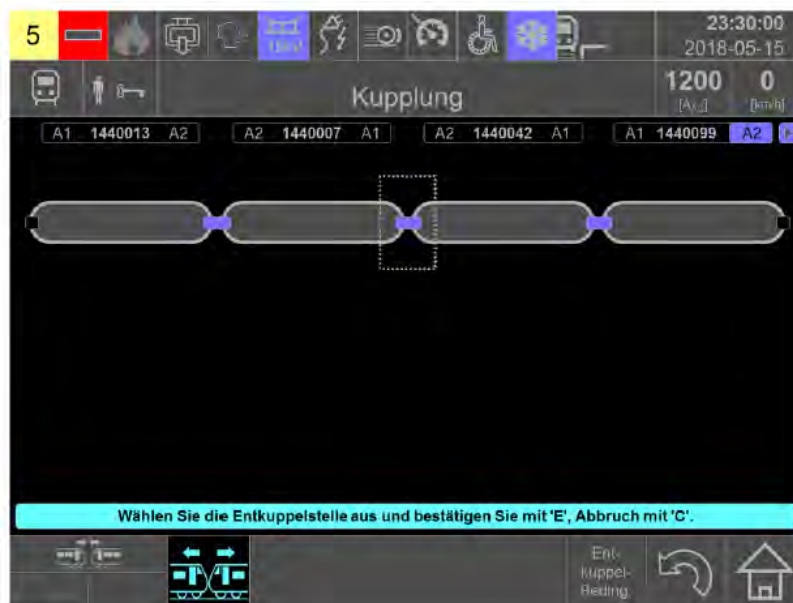 5
23:30:00
2018-05-15
Kupplung
1200 0
[km/h]
A1 1440013 A2 A2 1440007 A1 A2 1440042 A1 A1 1440099 A2
Wählen Sie die Entkuppelstelle aus und bestätigen Sie mit 'E', Abbruch mit 'C'.
Ent-
kuppel-
Beding.